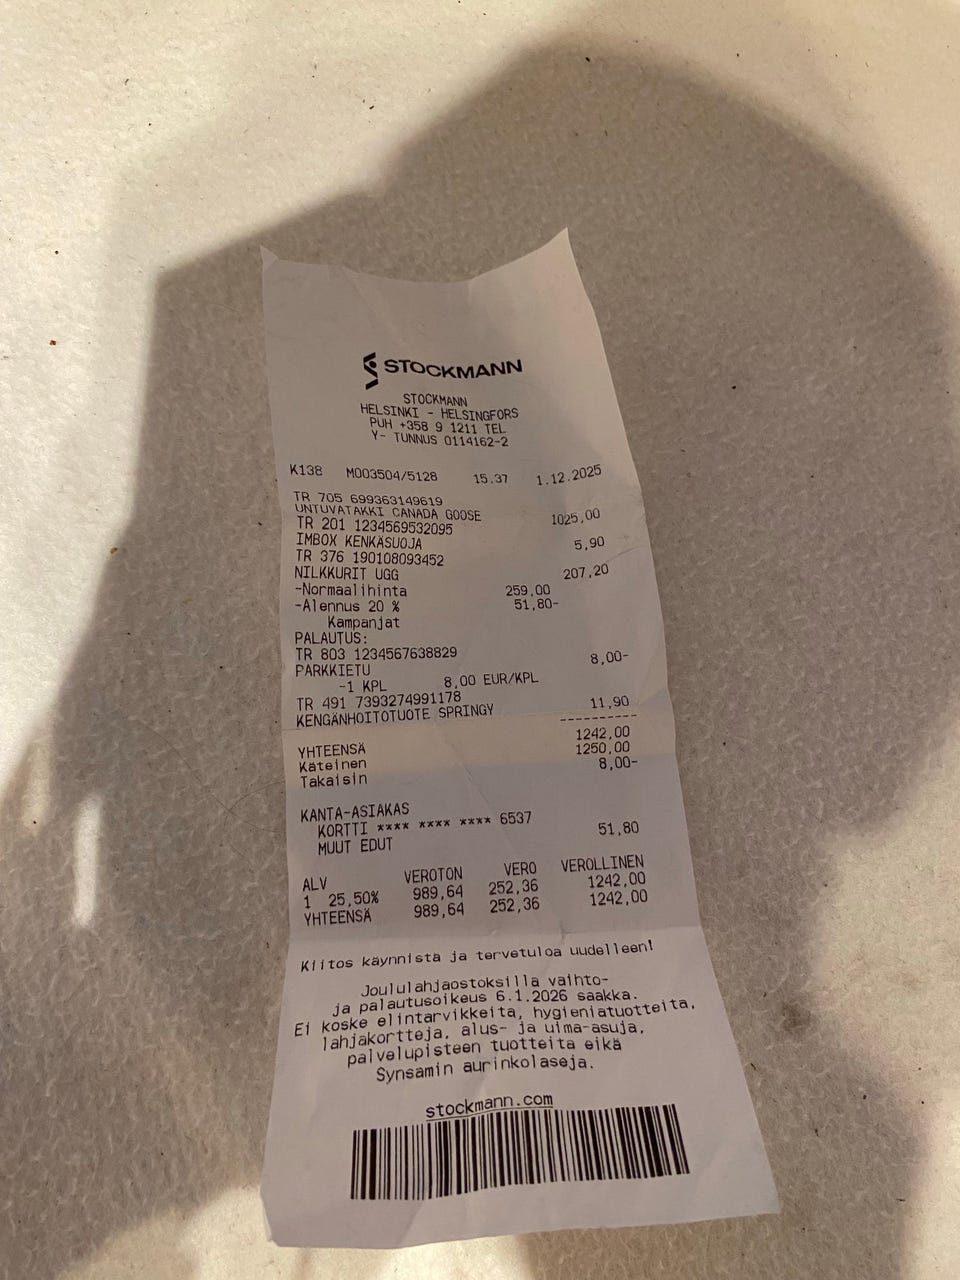 STOCKMANN
STOCKMANN
HELSINKI - HELSINGFORS
PUH +358 9 1211 TEL
Y- TUNNUS 0114162-2
K138 M003504/5128 15.37 1.12.2025
TR 705 699363149619
UNTUVATAKKI CANADA GOOSE 1025,00
TR 201 1234569532095
IMBOX KENKÄSUOJA 5,90
TR 376 190108093452
NILKKURIT UGG 207,20
-Normaalihinta 259,00
-Alennus 20 % 51,80-
Kampanjat
PALAUTUS:
TR 803 1234567638829
PARKKIETU 8,00-
-1 KPL 8,00 EUR/KPL
TR 491 7393274991178
KENGÄNHOITOTUOTE SPRINGY 11,90
----------
YHTEENSÄ 1242,00
Käteinen 1250,00
Takaisin 8,00-
KANTA-ASIAKAS
KORTTI **** **** **** 6537
MUUT EDUT 51,80
ALV VEROTON VERO VEROLLINEN
1 25,50% 989,64 252,36 1242,00
YHTEENSÄ 989,64 252,36 1242,00
Kiitos käynnistä ja tervetuloa uudelleen!
Joululahjaostoksilla vaihto-
ja palautusoikeus 6.1.2026 saakka.
Ei koske elintarvikkeita, hygieniatuotteita,
lahjakortteja, alus- ja uima-asuja,
palvelupisteen tuotteita eikä
Synsamin aurinkolaseja.
stockmann.com